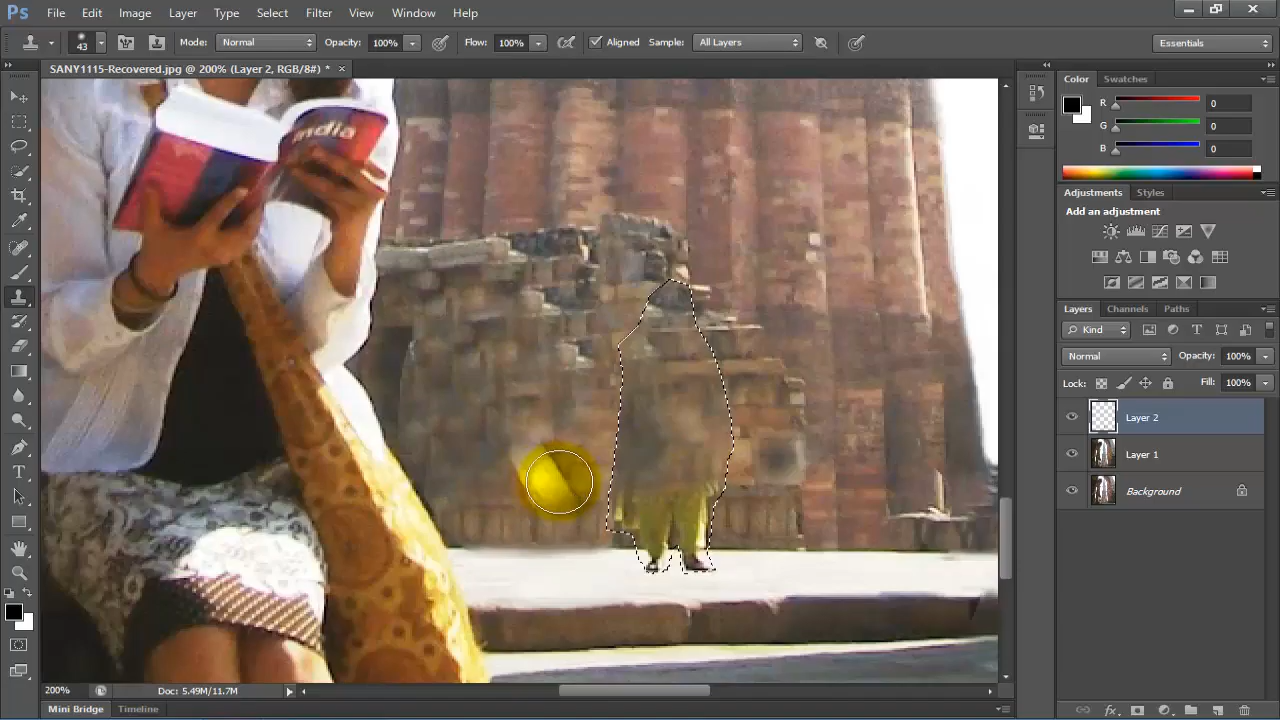 Ps File Edit Image Layer Type Select Filter View Window Help
43 Mode: Normal Opacity: 100% Flow: 100% Aligned Sample: All Layers Essentials
SANY1115-Recovered.jpg @ 200% (Layer 2, RGB/8#) * ×
Color Swatches
R 0
G 0
B 0
india
Adjustments Styles
Add an adjustment
Layers Channels Paths
Kind
Normal Opacity: 100%
Lock: Fill: 100%
Layer 2
Layer 1
Background
200% Doc: 5.49M/11.7M
Mini Bridge Timeline